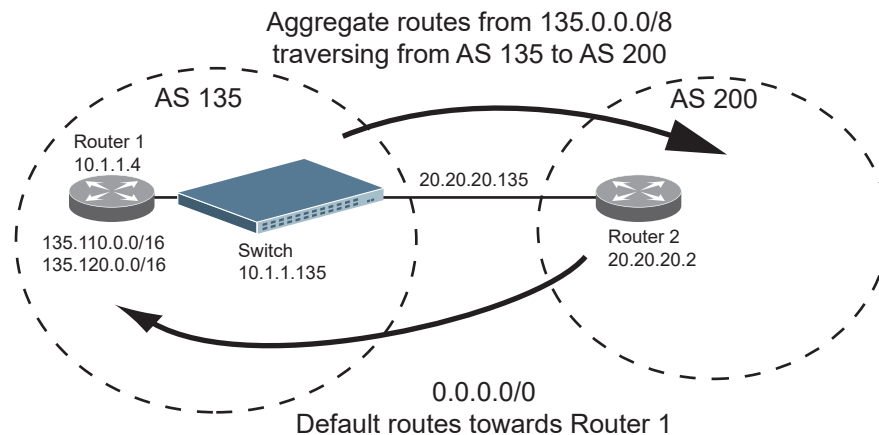 Aggregate routes from 135.0.0.0/8
traversing from AS 135 to AS 200
AS 135
AS 200
Router 1
10.1.1.4
20.20.20.135
135.110.0.0/16
135.120.0.0/16
Switch
10.1.1.135
Router 2
20.20.20.2
0.0.0.0/0
Default routes towards Router 1